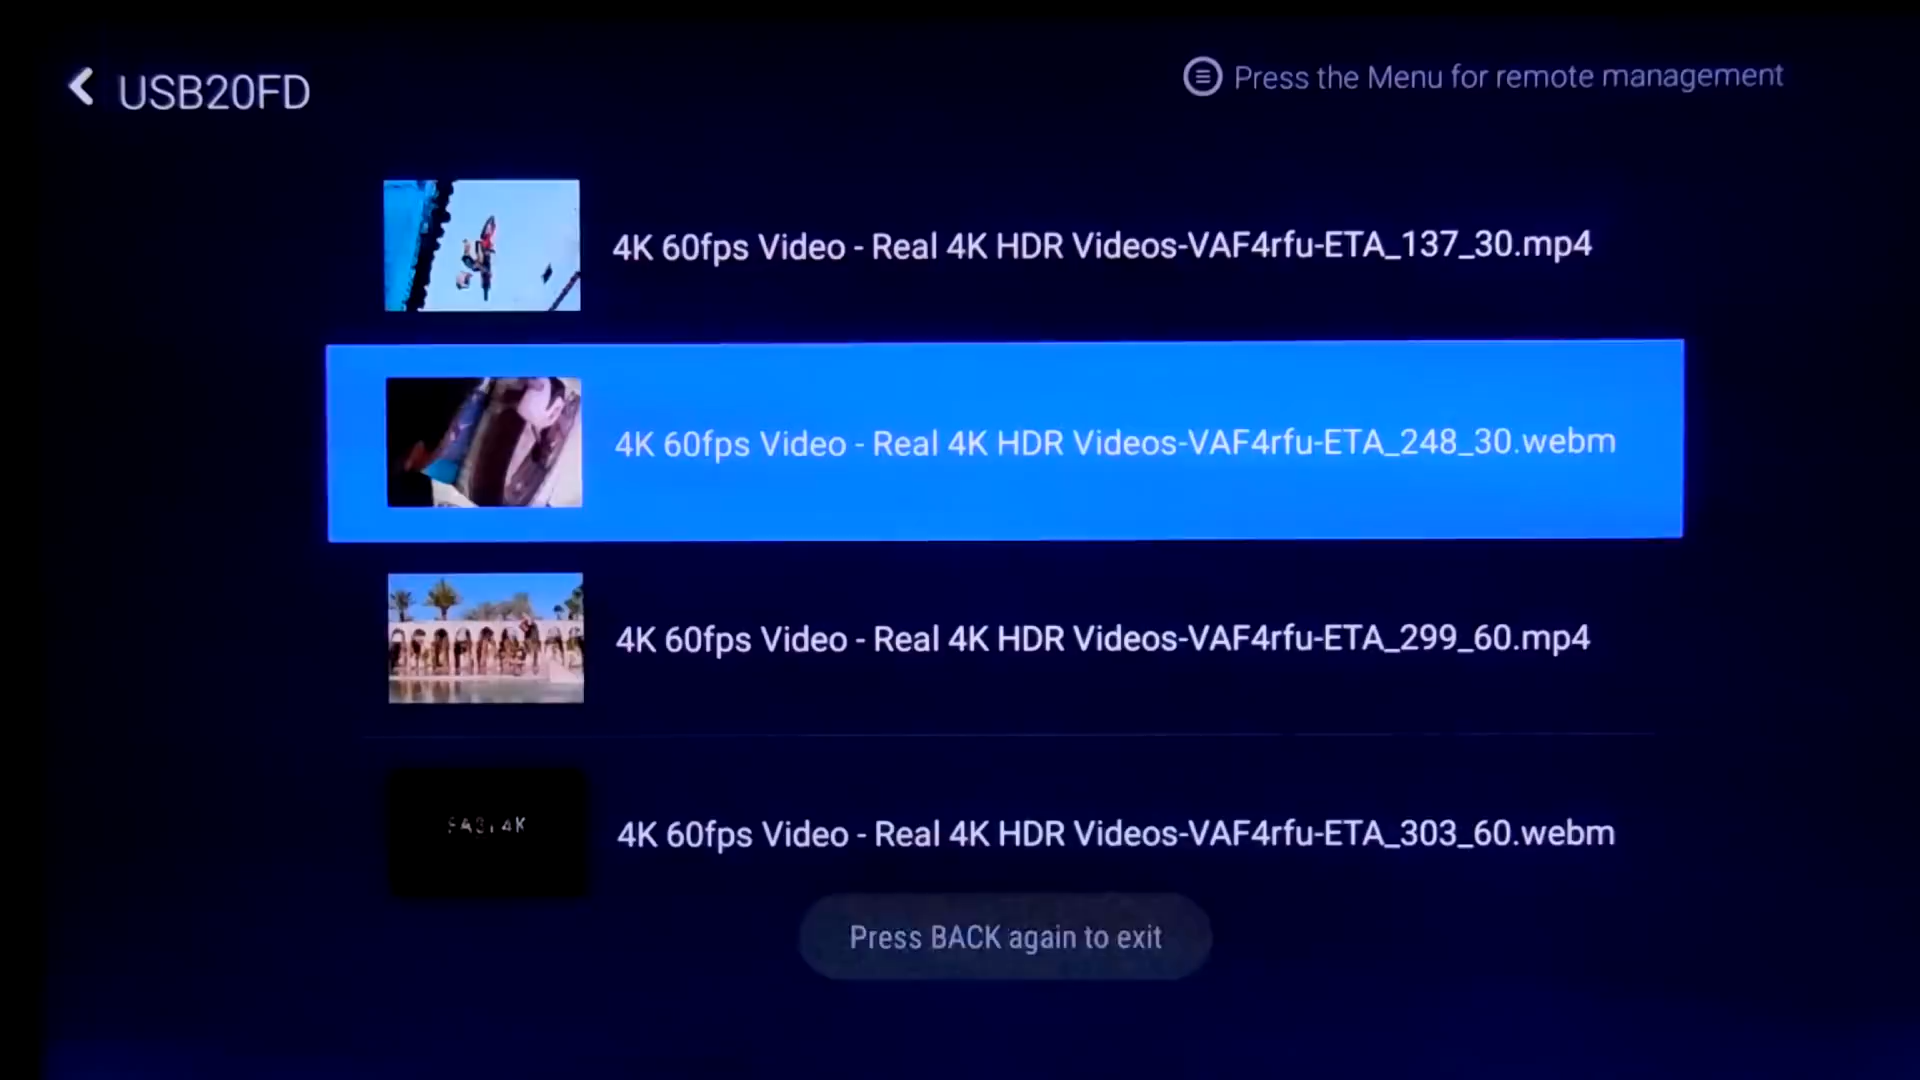 USB20FD
Press the Menu for remote management
4K 60fps Video - Real 4K HDR Videos-VAF4rfu-ETA_137_30.mp4
4K 60fps Video - Real 4K HDR Videos-VAF4rfu-ETA_248_30.webm
4K 60fps Video - Real 4K HDR Videos-VAF4rfu-ETA_299_60.mp4
4K
4K 60fps Video - Real 4K HDR Videos-VAF4rfu-ETA_303_60.webm
Press BACK again to exit